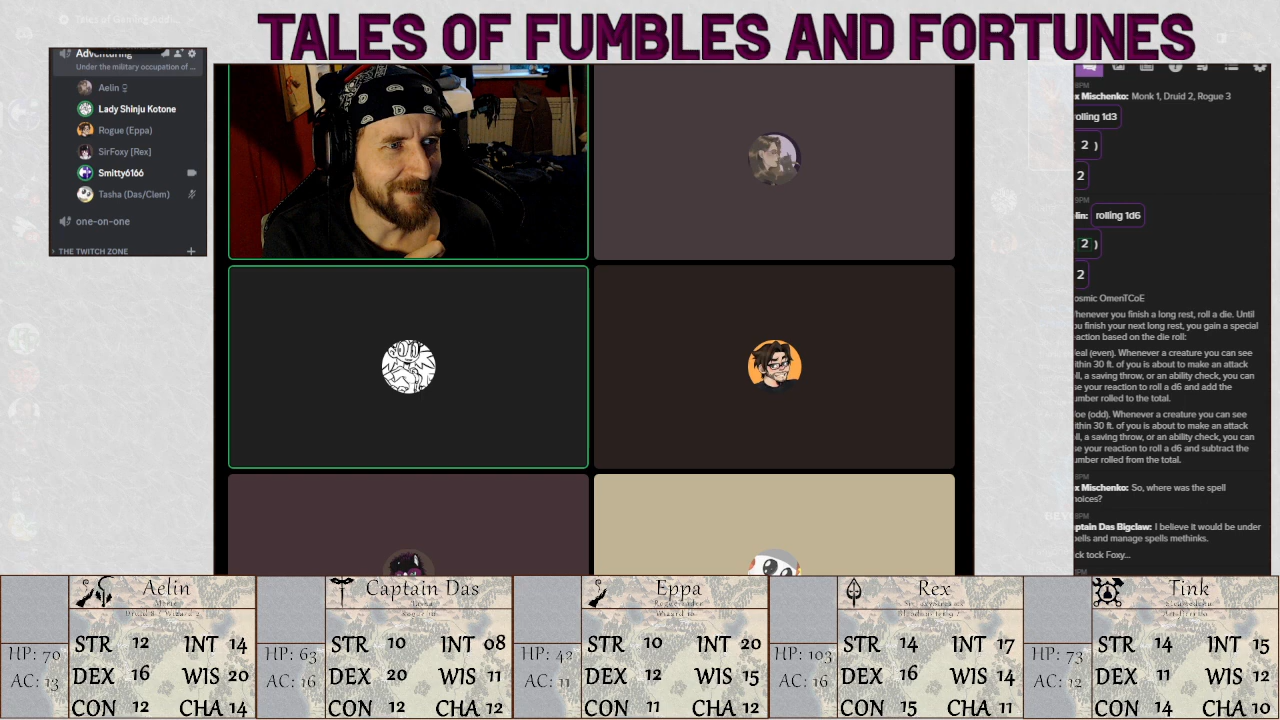 TALES OF FUMBLES AND FORTUNES
Adventuring
Under the military occupation of ...
Aelin
Lady Shinju Kotone
Rogue (Eppa)
SirFoxy [Rex]
Smitty6166
Tasha (Das/Clem)
one-on-one
THE TWITCH ZONE
x Mischenko: Monk 1, Druid 2, Rogue 3
rolling 1d3
2 )
2
lin: rolling 1d6
2 )
2
osmic OmenTCoE
henever you finish a long rest, roll a die. Until
ou finish your next long rest, you gain a special
eaction based on the die roll:
eal (even). Whenever a creature you can see
ithin 30 ft. of you is about to make an attack
ll, a saving throw, or an ability check, you can
se your reaction to roll a d6 and add the
umber rolled to the total.
oe (odd). Whenever a creature you can see
ithin 30 ft. of you is about to make an attack
ll, a saving throw, or an ability check, you can
se your reaction to roll a d6 and subtract the
umber rolled from the total.
x Mischenko: So, where was the spell
hoices?
ptain Das Bigclaw: I believe it would be under
pells and manage spells methinks.
ck tock Foxy...
Aelin
HP: 70
AC: 13
STR 12 INT 14
DEX 16 WIS 20
CON 12 CHA 14
Captain Das
HP: 63
AC: 16
STR 10 INT 08
DEX 20 WIS 11
CON 12 CHA 12
Eppa
HP: 42
AC: 11
STR 10 INT 20
DEX 12 WIS 15
CON 11 CHA 12
Rex
HP: 103
AC: 16
STR 14 INT 17
DEX 16 WIS 14
CON 15 CHA 11
Tink
HP: 73
AC: 12
STR 14 INT 15
DEX 11 WIS 12
CON 14 CHA 10